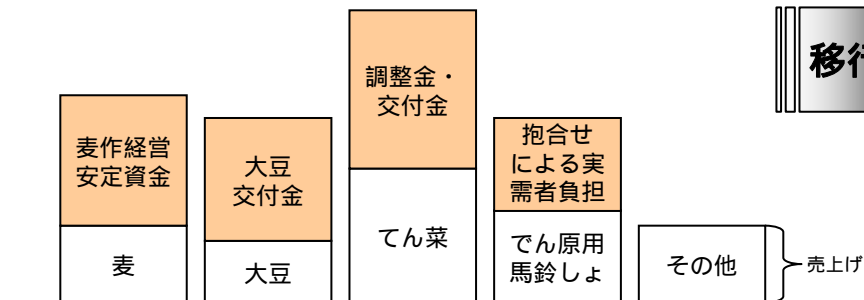 移行
調整金・
交付金
麦作経営
安定資金
大豆
交付金
抱合せ
による実
需者負担
麦
大豆
てん菜
でん原用
馬鈴しょ
その他
売上げ